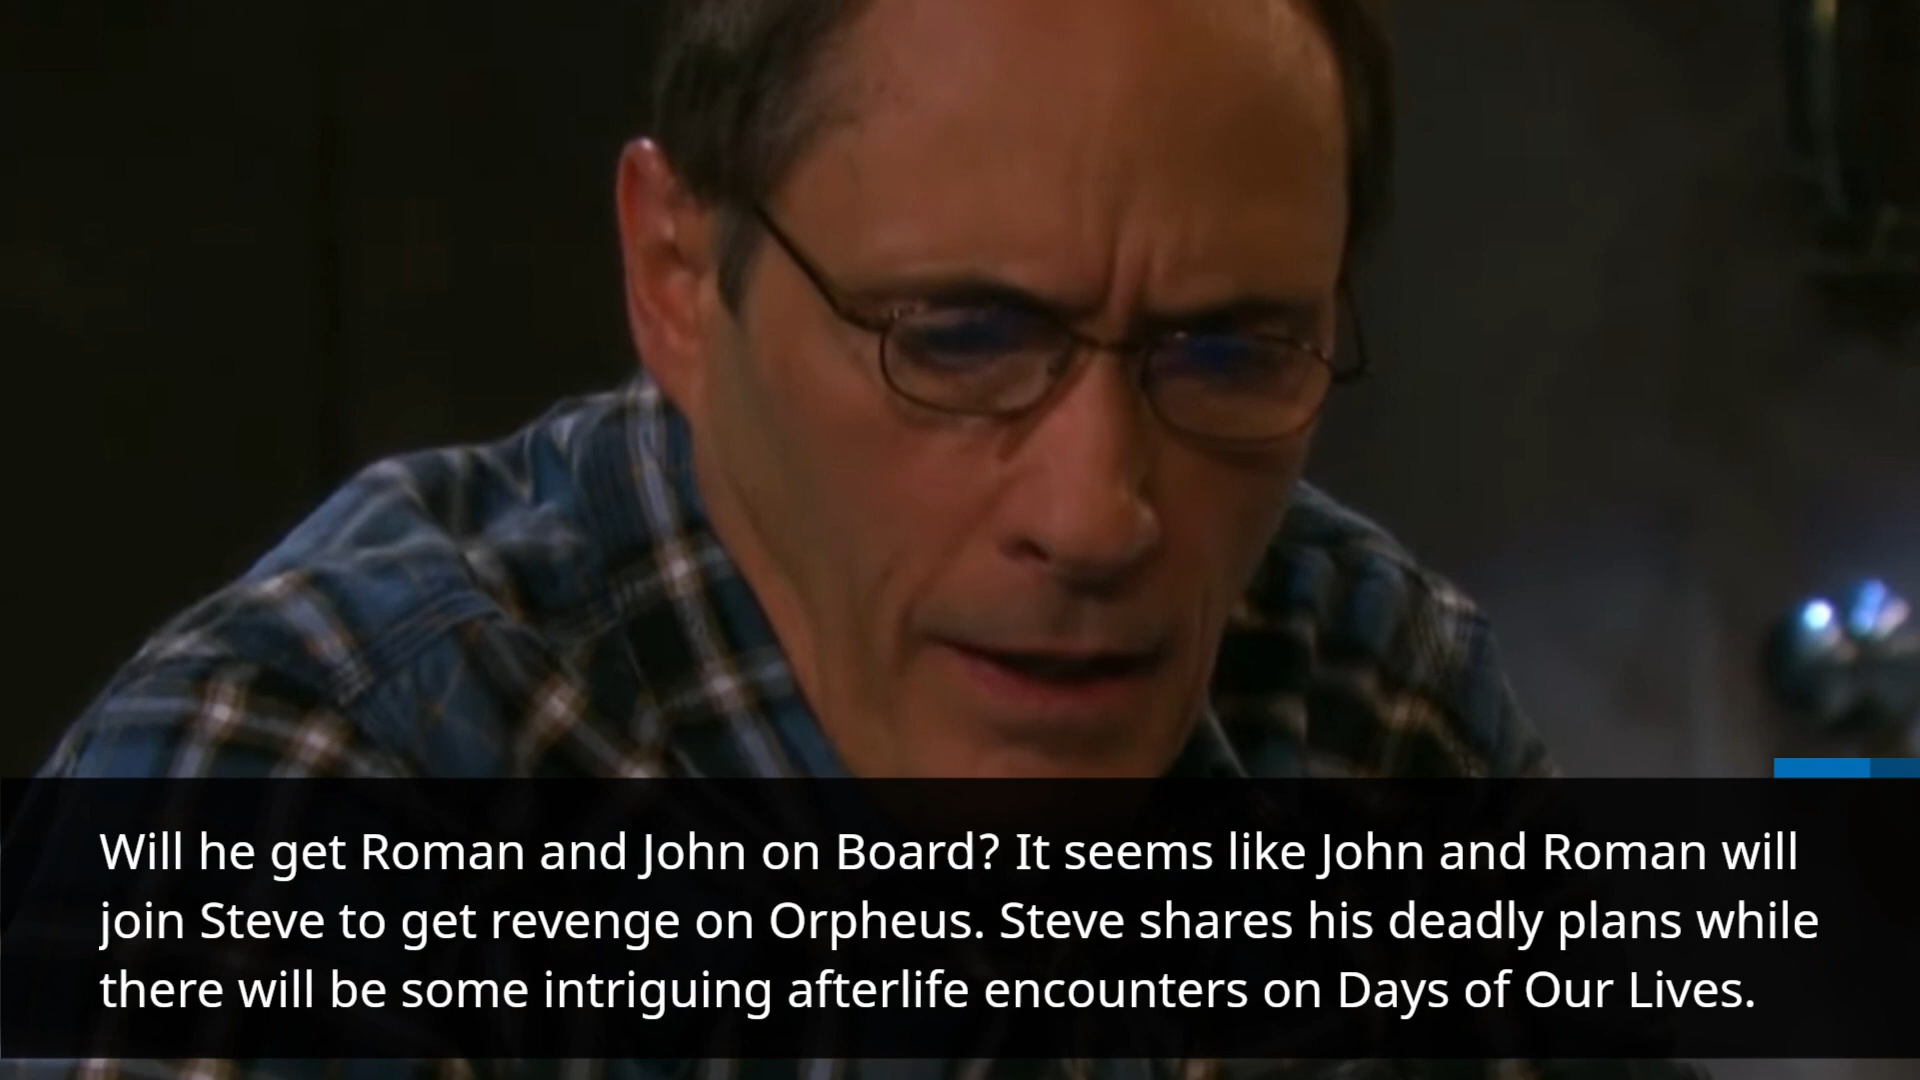 Will he get Roman and John on Board? It seems like John and Roman will
join Steve to get revenge on Orpheus. Steve shares his deadly plans while
there will be some intriguing afterlife encounters on Days of Our Lives.